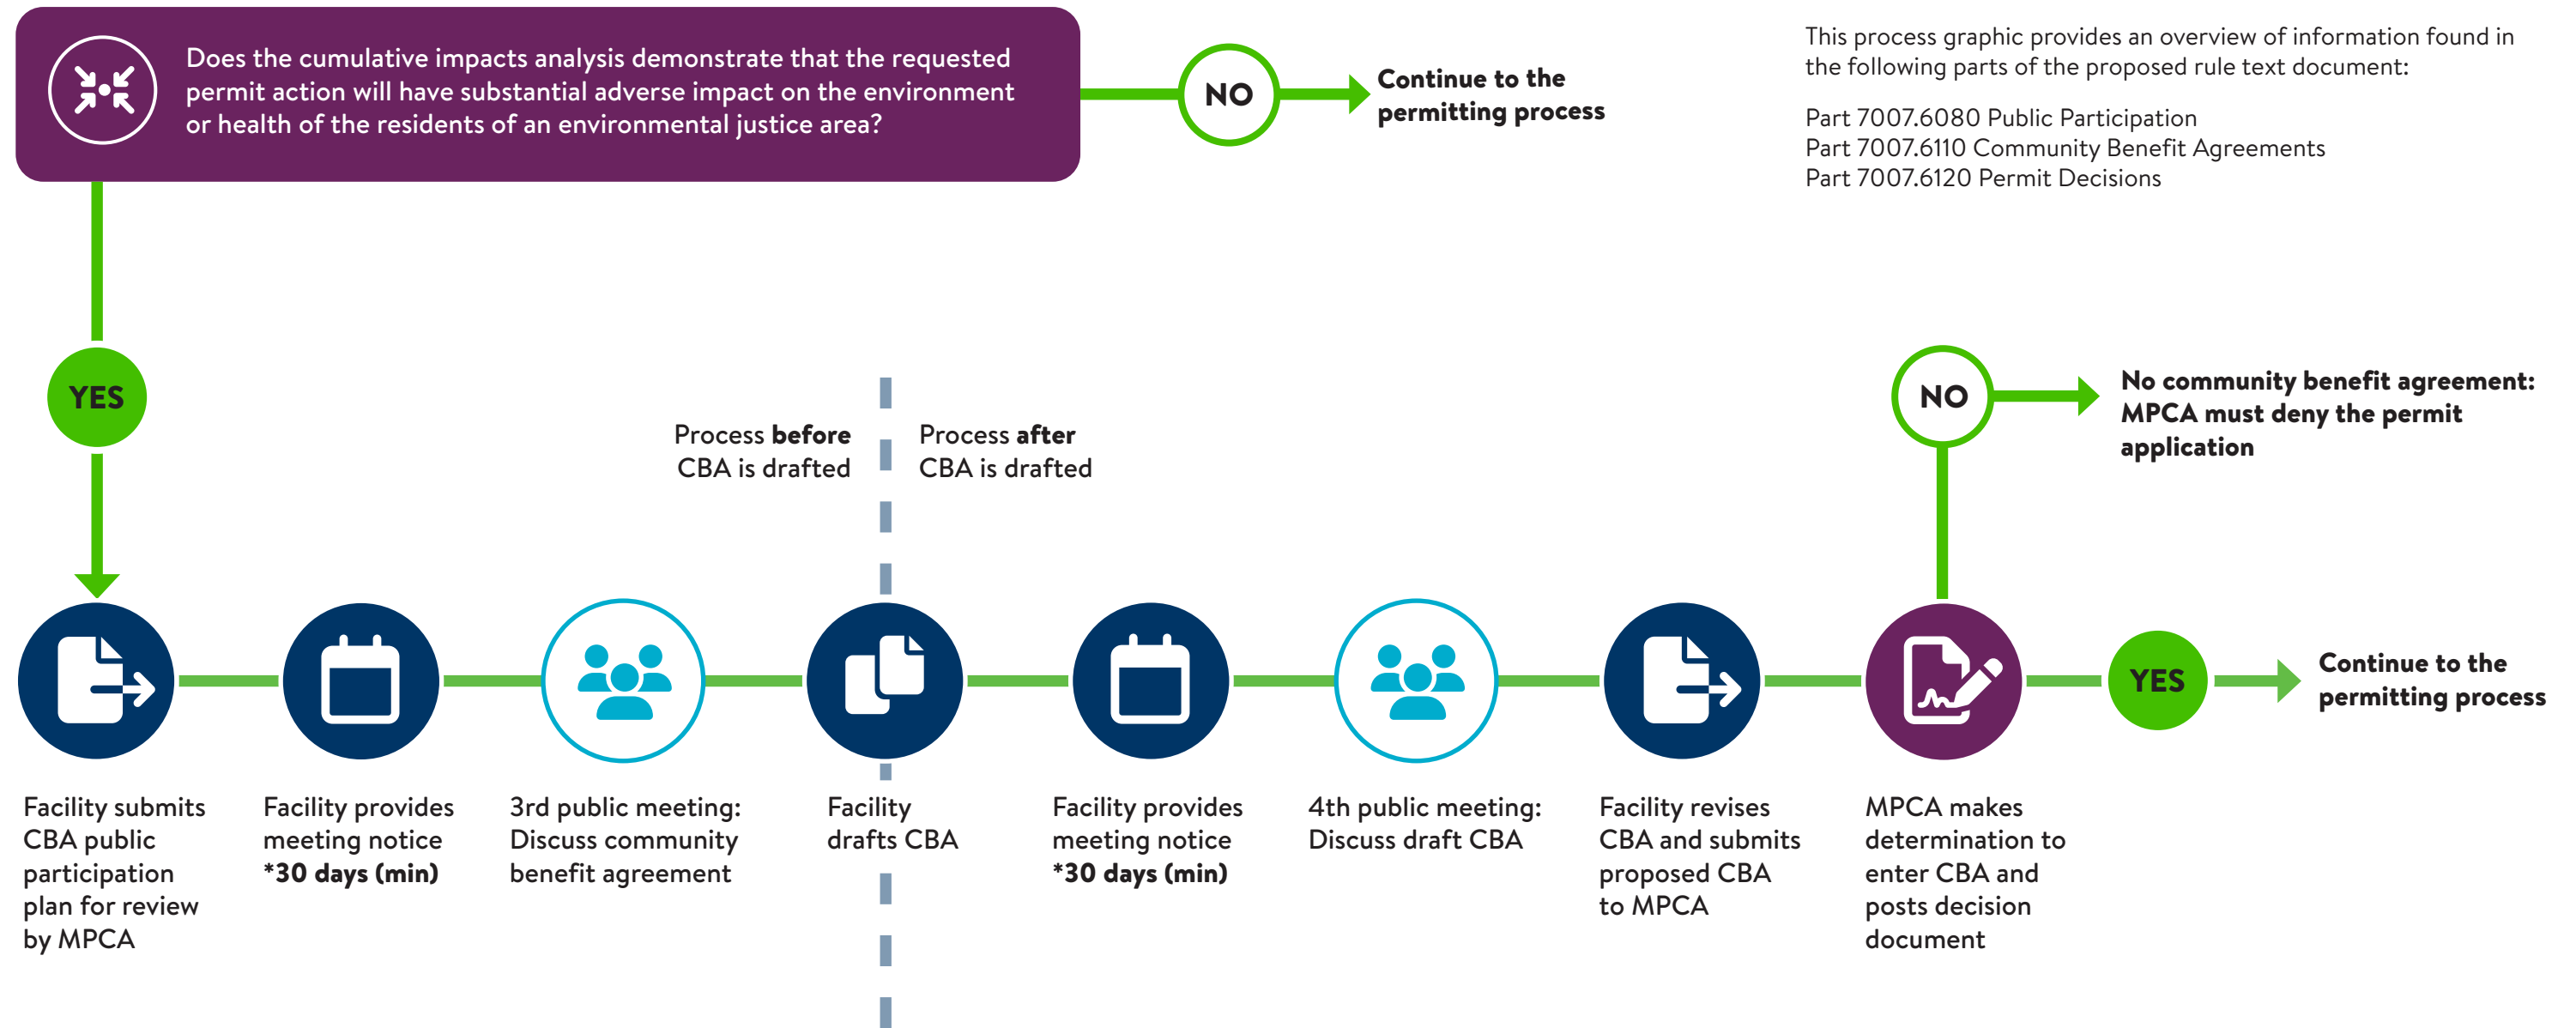 Does the cumulative impacts analysis demonstrate that the requested
permit action will have substantial adverse impact on the environment
or health of the residents of an environmental justice area?
NO
Continue to the
permitting process
This process graphic provides an overview of information found in
the following parts of the proposed rule text document:
Part 7007.6080 Public Participation
Part 7007.6110 Community Benefit Agreements
Part 7007.6120 Permit Decisions
YES
Process before
CBA is drafted
Process after
CBA is drafted
NO
No community benefit agreement:
MPCA must deny the permit
application
YES
Continue to the
permitting process
Facility submits
CBA public
participation
plan for review
by MPCA
Facility provides
meeting notice
*30 days (min)
3rd public meeting:
Discuss community
benefit agreement
Facility
drafts CBA
Facility provides
meeting notice
*30 days (min)
4th public meeting:
Discuss draft CBA
Facility revises
CBA and submits
proposed CBA
to MPCA
MPCA makes
determination to
enter CBA and
posts decision
document